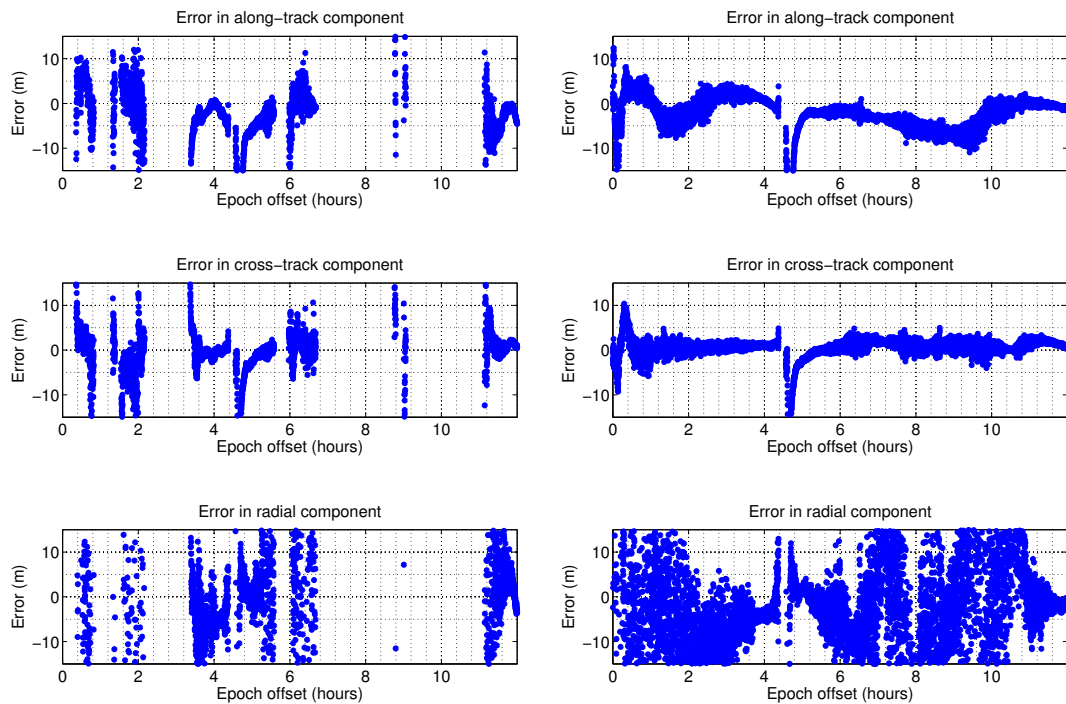 Error in along−track component
10
0
−10
Error (m)
0 2 4 6 8 10
Epoch offset (hours)
Error in along−track component
10
0
−10
Error (m)
0 2 4 6 8 10
Epoch offset (hours)
Error in cross−track component
10
0
−10
Error (m)
0 2 4 6 8 10
Epoch offset (hours)
Error in cross−track component
10
0
−10
Error (m)
0 2 4 6 8 10
Epoch offset (hours)
Error in radial component
10
0
−10
Error (m)
0 2 4 6 8 10
Epoch offset (hours)
Error in radial component
10
0
−10
Error (m)
0 2 4 6 8 10
Epoch offset (hours)